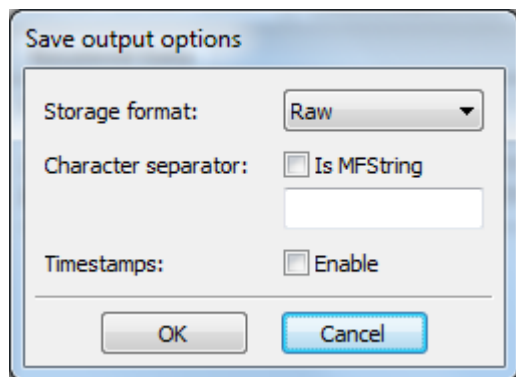 Save output options
Storage format: Raw
Character separator: Is MFString
Timestamps: Enable
OK Cancel